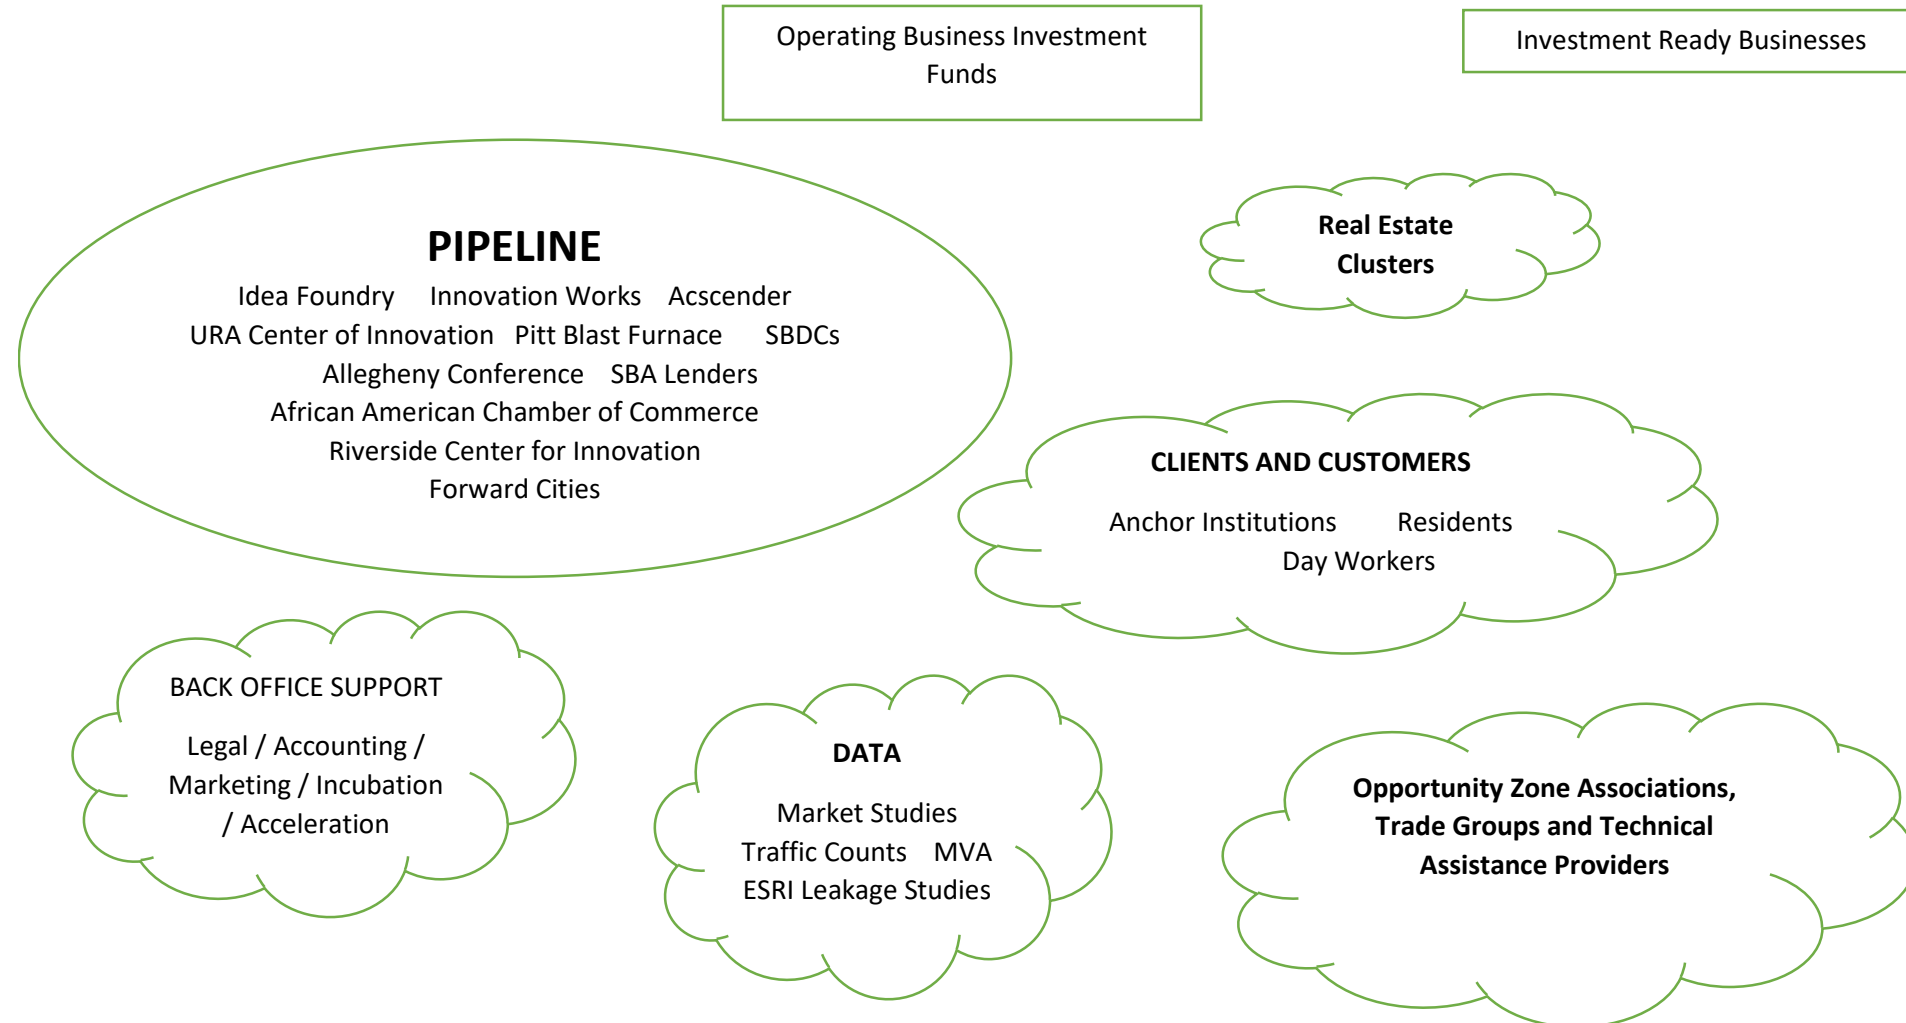 Operating Business Investment
Funds
Investment Ready Businesses
PIPELINE
Idea Foundry Innovation Works Acscender
URA Center of Innovation Pitt Blast Furnace SBDCs
Allegheny Conference SBA Lenders
African American Chamber of Commerce
Riverside Center for Innovation
Forward Cities
Real Estate
Clusters
CLIENTS AND CUSTOMERS
Anchor Institutions Residents
Day Workers
BACK OFFICE SUPPORT
Legal / Accounting /
Marketing / Incubation
/ Acceleration
DATA
Market Studies
Traffic Counts MVA
ESRI Leakage Studies
Opportunity Zone Associations,
Trade Groups and Technical
Assistance Providers